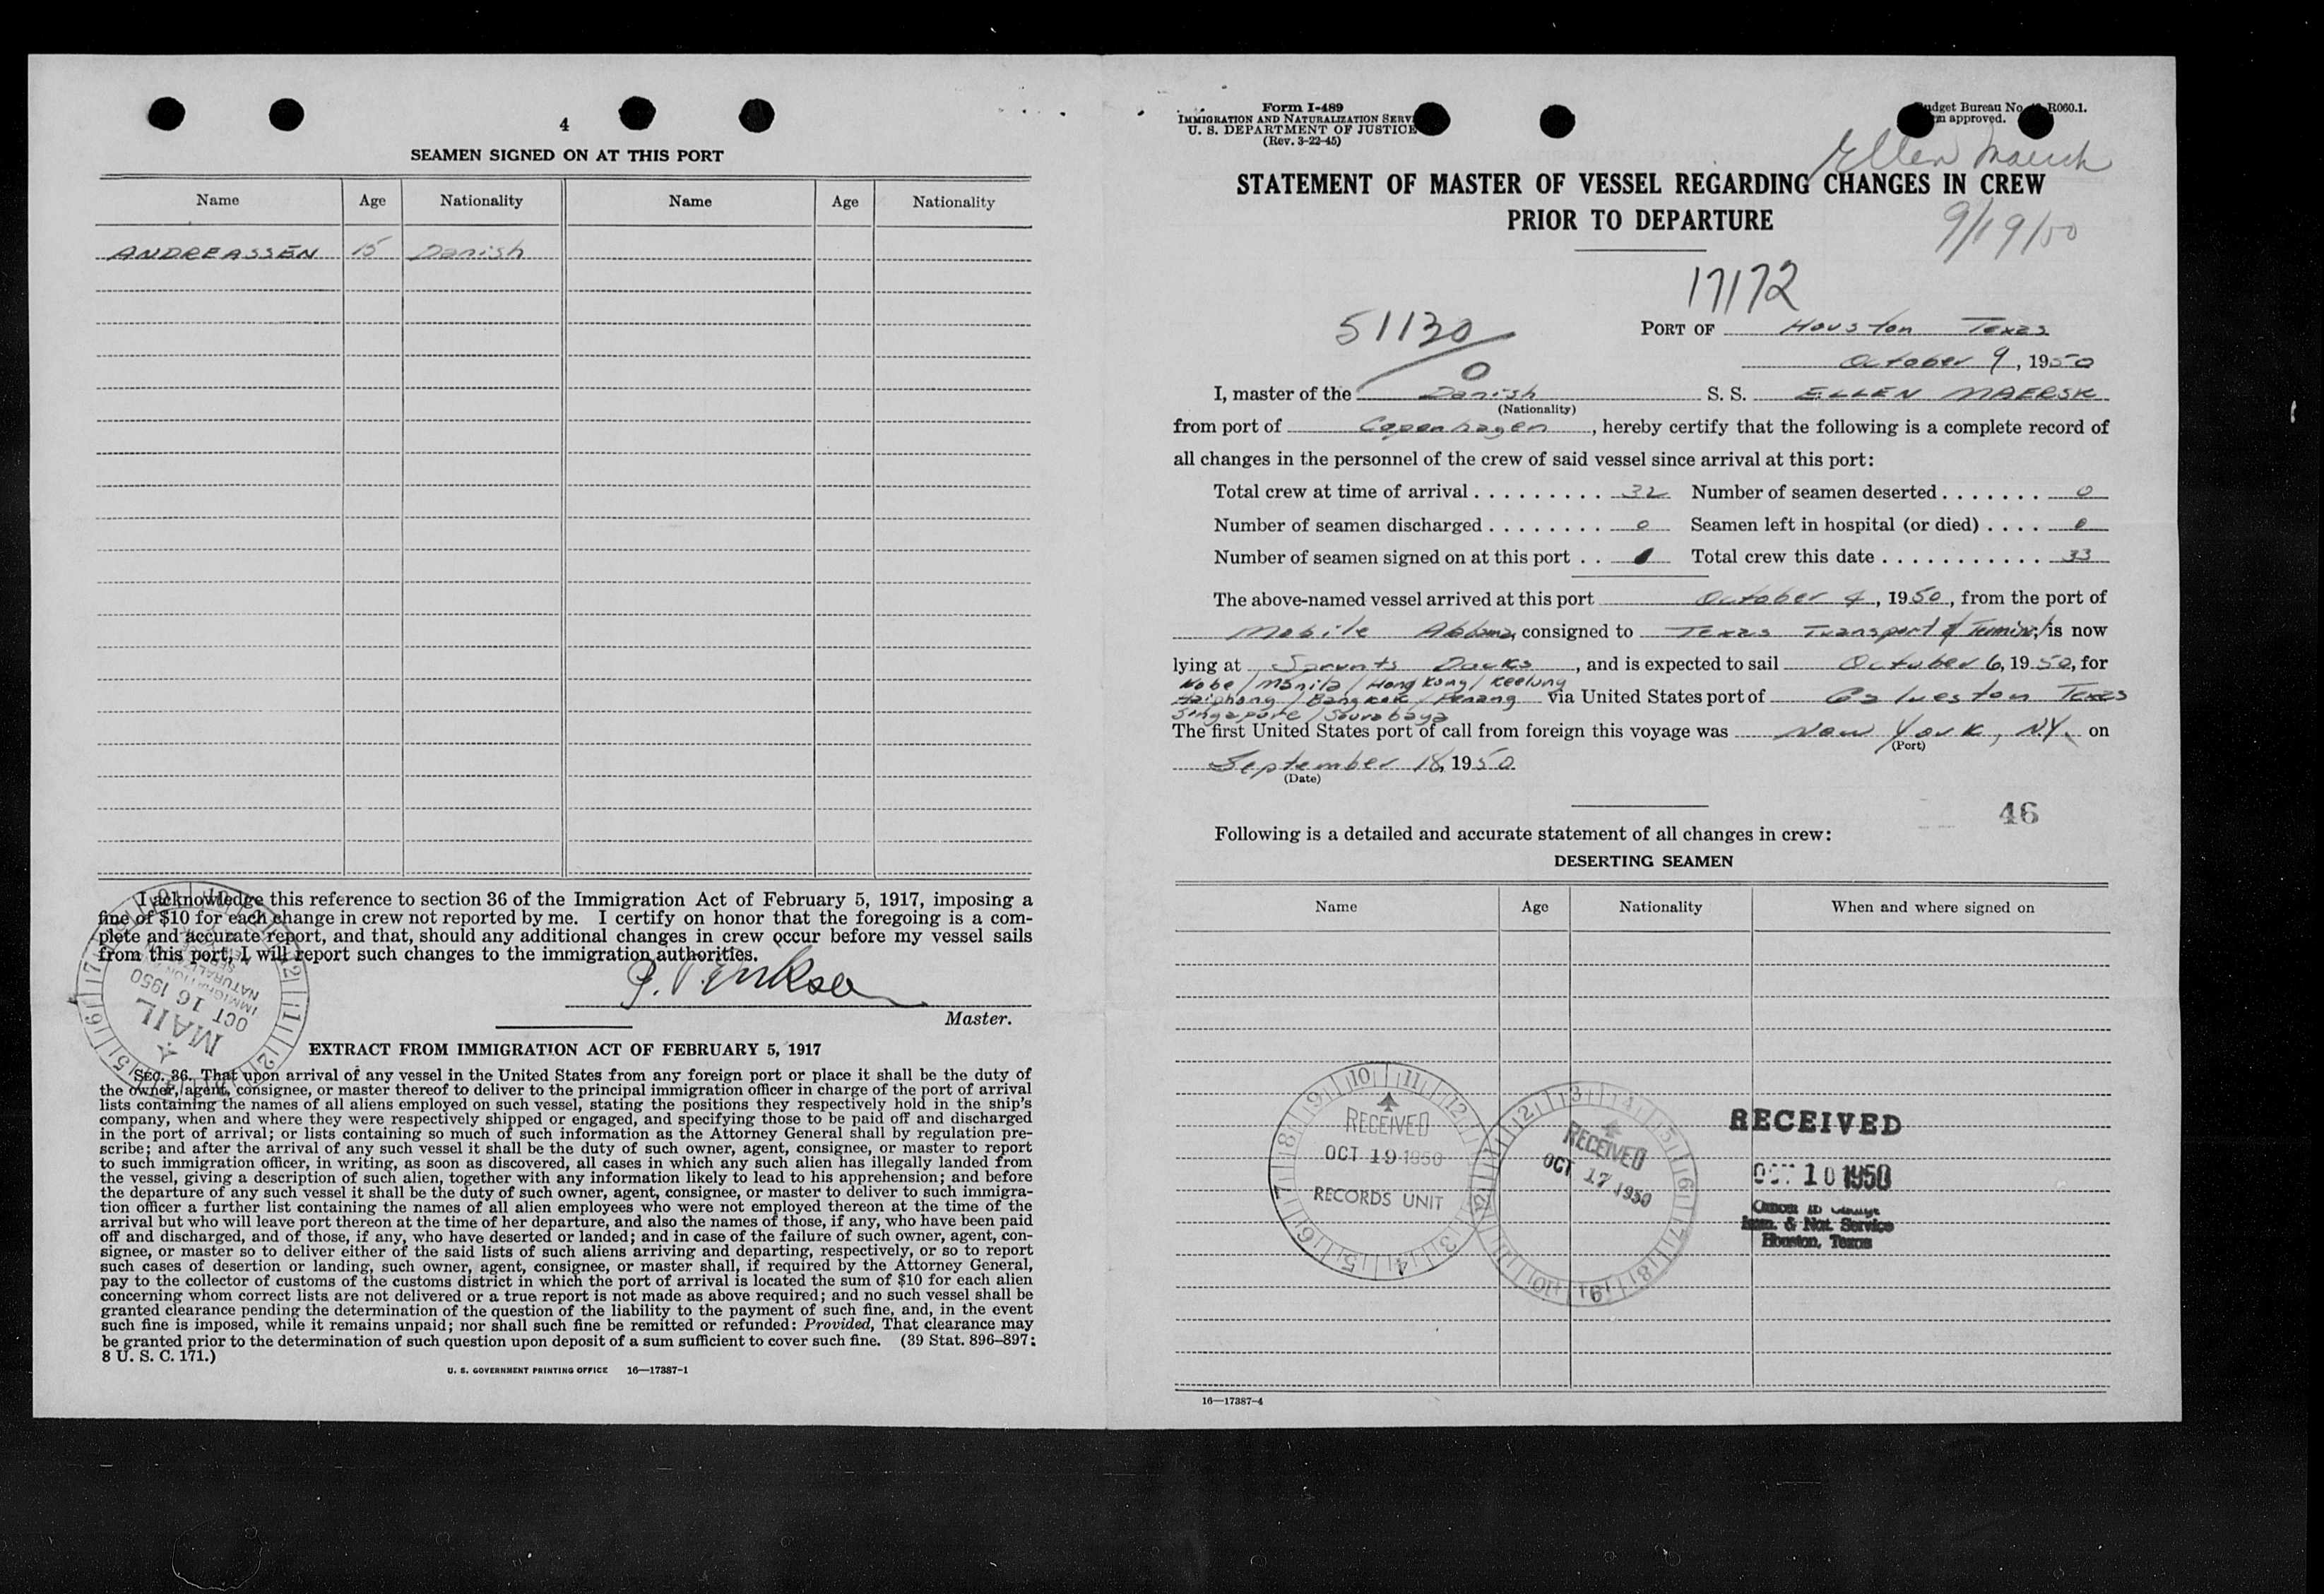 4
SEAMEN SIGNED ON AT THIS PORT
Name Age Nationality Name Age Nationality
ANDREASSEN 15 Danish
I acknowledge this reference to section 36 of the Immigration Act of February 5, 1917, imposing a
fine of $10 for each change in crew not reported by me. I certify on honor that the foregoing is a com-
plete and accurate report, and that, should any additional changes in crew occur before my vessel sails
from this port, I will report such changes to the immigration authorities.
Master.
OCT 16 1950
MAIL
EXTRACT FROM IMMIGRATION ACT OF FEBRUARY 5, 1917
SEC. 36. That upon arrival of any vessel in the United States from any foreign port or place it shall be the duty of
the owner, agent, consignee, or master thereof to deliver to the principal immigration officer in charge of the port of arrival
lists containing the names of all aliens employed on such vessel, stating the positions they respectively hold in the ship's
company, when and where they were respectively shipped or engaged, and specifying those to be paid off and discharged
in the port of arrival; or lists containing so much of such information as the Attorney General shall by regulation pre-
scribe; and after the arrival of any such vessel it shall be the duty of such owner, agent, consignee, or master to report
to such immigration officer, in writing, as soon as discovered, all cases in which any such alien has illegally landed from
the vessel, giving a description of such alien, together with any information likely to lead to his apprehension; and before
the departure of any such vessel it shall be the duty of such owner, agent, consignee, or master to deliver to such immigra-
tion officer a further list containing the names of all alien employees who were not employed thereon at the time of the
arrival but who will leave port thereon at the time of her departure, and also the names of those, if any, who have been paid
off and discharged, and of those, if any, who have deserted or landed; and in case of the failure of such owner, agent, con-
signee, or master so to deliver either of the said lists of such aliens arriving and departing, respectively, or so to report
such cases of desertion or landing, such owner, agent, consignee, or master shall, if required by the Attorney General,
pay to the collector of customs of the customs district in which the port of arrival is located the sum of $10 for each alien
concerning whom correct lists are not delivered or a true report is not made as above required; and no such vessel shall be
granted clearance pending the determination of the question of the liability to the payment of such fine, and, in the event
such fine is imposed, while it remains unpaid; nor shall such fine be remitted or refunded: Provided, That clearance may
be granted prior to the determination of such question upon deposit of a sum sufficient to cover such fine. (39 Stat. 896–897;
8 U. S. C. 171.)
U. S. GOVERNMENT PRINTING OFFICE 16—17387-1
Form I-489
IMMIGRATION AND NATURALIZATION SERV
U. S. DEPARTMENT OF JUSTICE
(Rev. 3-22-45)
udget Bureau No. R060.1.
m approved.
Ellen
STATEMENT OF MASTER OF VESSEL REGARDING CHANGES IN CREW
PRIOR TO DEPARTURE
9/19/50
17172
51130/0
PORT OF Houston Texas
October 9, 1950
I, master of the Danish S. S. ELLEN MAERSK
(Nationality)
from port of Copenhagen, hereby certify that the following is a complete record of
all changes in the personnel of the crew of said vessel since arrival at this port:
Total crew at time of arrival 32 Number of seamen deserted 0
Number of seamen discharged 0 Seamen left in hospital (or died) 0
Number of seamen signed on at this port 1 Total crew this date 33
The above-named vessel arrived at this port October 4, 1950, from the port of
Mobile consigned to Texas Transport & is now
lying at Sprunts Docks, and is expected to sail October 6, 1950, for
Kobe / Manila / Hong Kong / Keelung
Haiphong / Bangkok / Penang via United States port of Galveston Texas
Singapore / Sourabaya
The first United States port of call from foreign this voyage was New York, NY. on
(Port)
September 18, 1950
(Date)
46
Following is a detailed and accurate statement of all changes in crew:
DESERTING SEAMEN
Name Age Nationality When and where signed on
RECEIVED
OCT 19 1950
RECORDS UNIT
RECEIVED
OCT 17 1950
RECEIVED
OCT 10 1950
Imm. & Nat. Service
Houston, Texas
16—17387-4